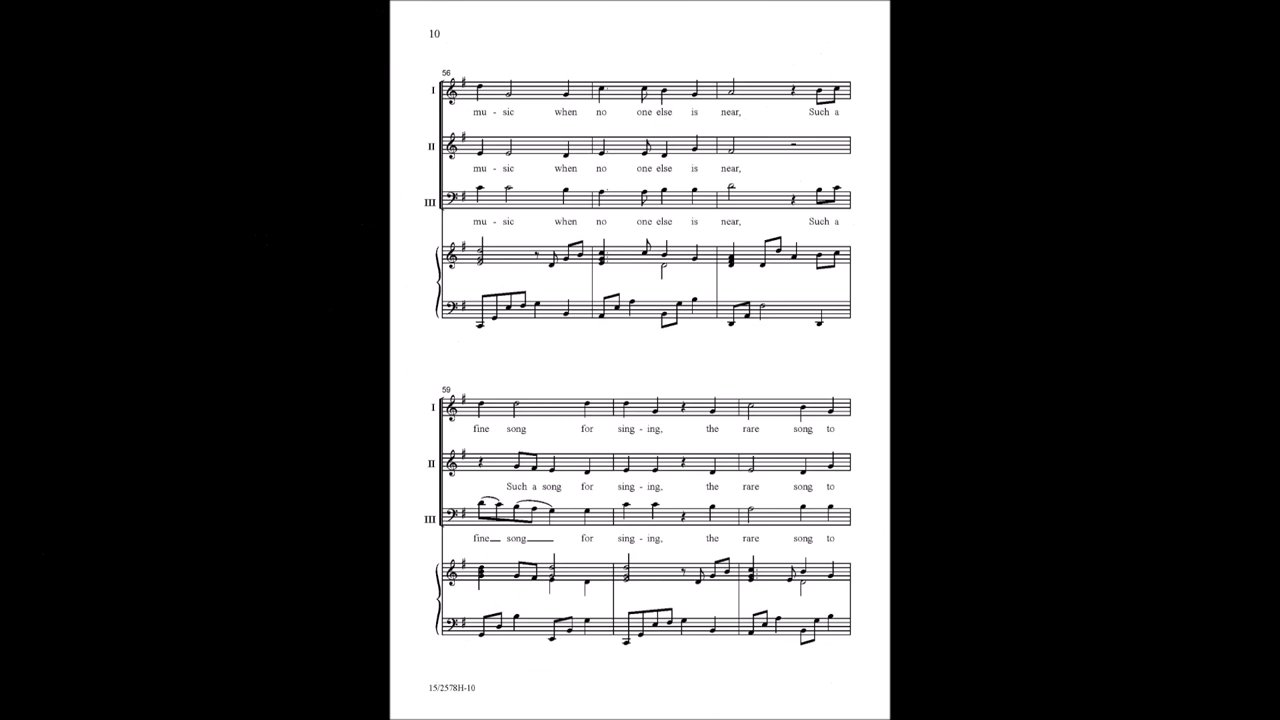 10
56
I
mu - sic when no one else is near, Such a
II
mu - sic when no one else is near,
III
mu - sic when no one else is near, Such a
59
I
fine song for sing - ing, the rare song to
II
Such a song for sing - ing, the rare song to
III
fine song for sing - ing, the rare song to
15/2578H-10